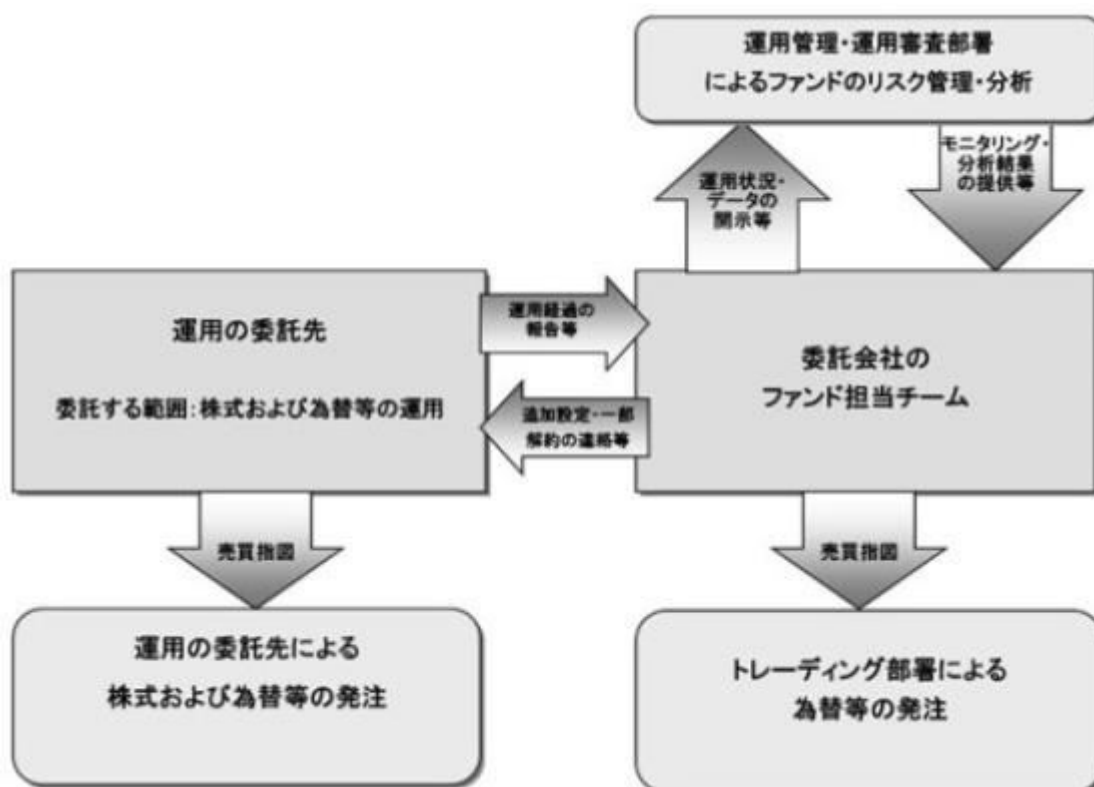 運用管理・運用審査部署
によるファンドのリスク管理・分析
運用状況・
データの
開示等
モニタリング・
分析結果
の提供等
運用の委託先
委託する範囲:株式および為替等の運用
運用経過の
報告等
追加設定・一部
解約の連絡等
委託会社の
ファンド担当チーム
売買指図
売買指図
運用の委託先による
株式および為替等の発注
トレーディング部署による
為替等の発注